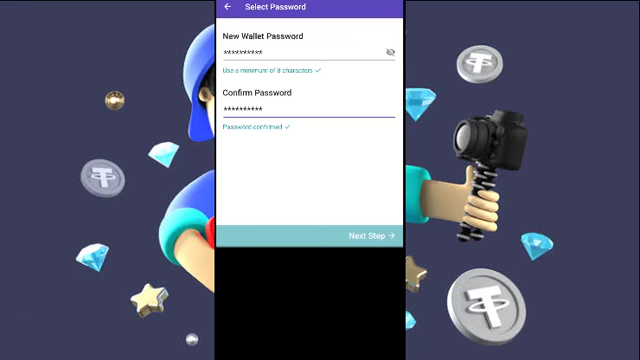 Select Password
New Wallet Password
**********
Use a minimum of 8 characters
Confirm Password
**********
Password confirmed
Next Step